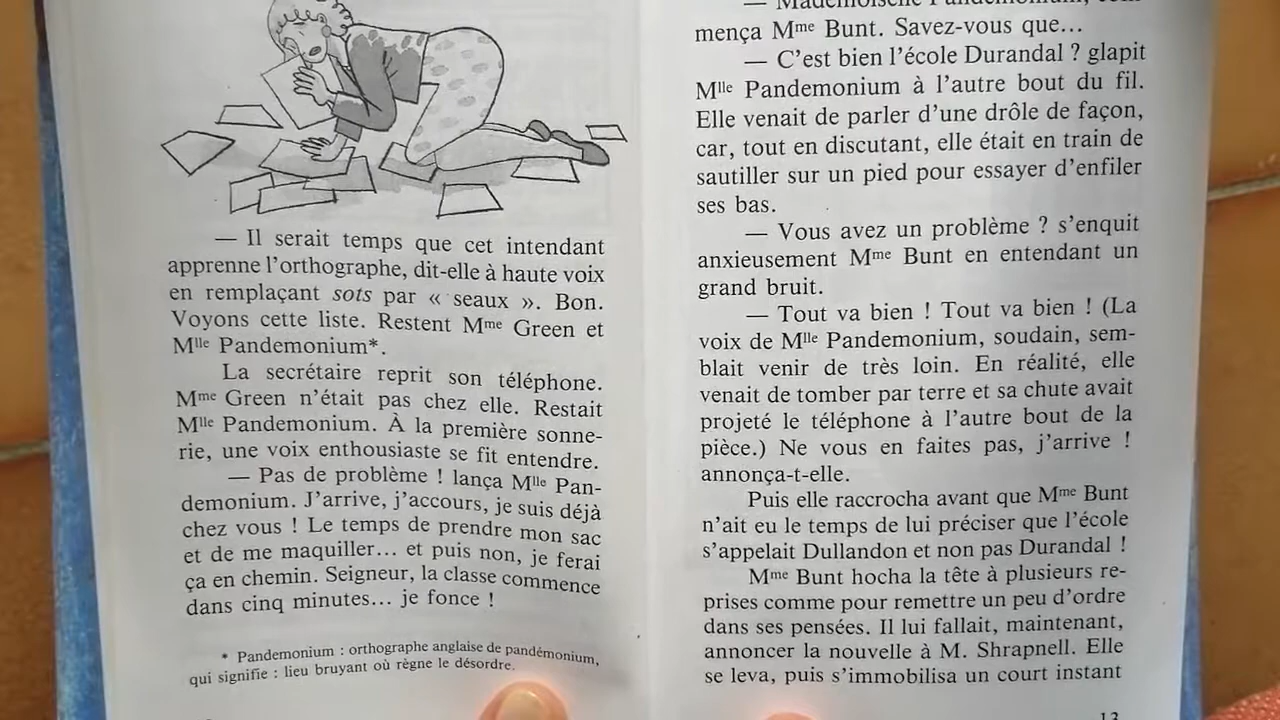 — Il serait temps que cet intendant
apprenne l'orthographe, dit-elle à haute voix
en remplaçant sots par « seaux ». Bon.
Voyons cette liste. Restent Mme Green et
Mlle Pandemonium*.
La secrétaire reprit son téléphone.
Mme Green n'était pas chez elle. Restait
Mlle Pandemonium. À la première sonne-
rie, une voix enthousiaste se fit entendre.
— Pas de problème ! lança Mlle Pan-
demonium. J'arrive, j'accours, je suis déjà
chez vous ! Le temps de prendre mon sac
et de me maquiller... et puis non, je ferai
ça en chemin. Seigneur, la classe commence
dans cinq minutes... je fonce !
* Pandemonium : orthographe anglaise de pandémonium,
qui signifie : lieu bruyant où règne le désordre.
— Mademoiselle Pandemonium, com-
mença Mme Bunt. Savez-vous que...
— C'est bien l'école Durandal ? glapit
Mlle Pandemonium à l'autre bout du fil.
Elle venait de parler d'une drôle de façon,
car, tout en discutant, elle était en train de
sautiller sur un pied pour essayer d'enfiler
ses bas.
— Vous avez un problème ? s'enquit
anxieusement Mme Bunt en entendant un
grand bruit.
— Tout va bien ! Tout va bien ! (La
voix de Mlle Pandemonium, soudain, sem-
blait venir de très loin. En réalité, elle
venait de tomber par terre et sa chute avait
projeté le téléphone à l'autre bout de la
pièce.) Ne vous en faites pas, j'arrive !
annonça-t-elle.
Puis elle raccrocha avant que Mme Bunt
n'ait eu le temps de lui préciser que l'école
s'appelait Dullandon et non pas Durandal !
Mme Bunt hocha la tête à plusieurs re-
prises comme pour remettre un peu d'ordre
dans ses pensées. Il lui fallait, maintenant,
annoncer la nouvelle à M. Shrapnell. Elle
se leva, puis s'immobilisa un court instant
13